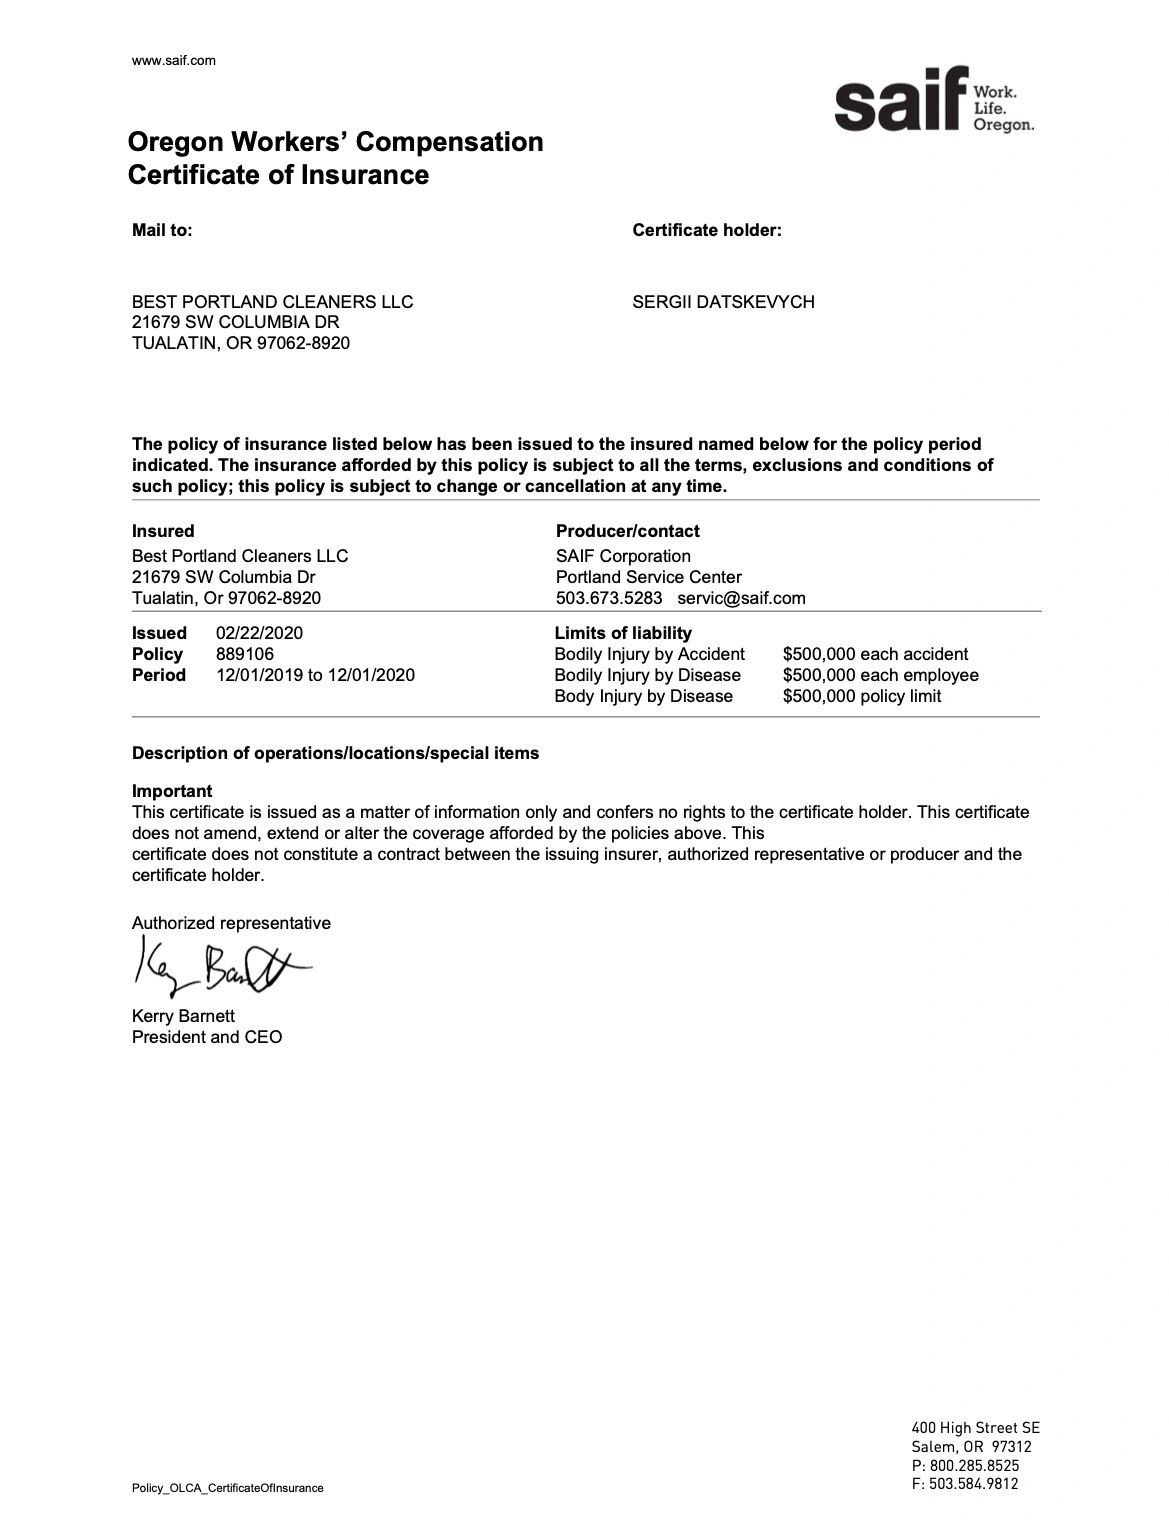 www.saif.com
saif Work.
Life.
Oregon.
Oregon Workers’ Compensation
Certificate of Insurance
Mail to:
Certificate holder:
BEST PORTLAND CLEANERS LLC
21679 SW COLUMBIA DR
TUALATIN, OR 97062-8920
SERGII DATSKEVYCH
The policy of insurance listed below has been issued to the insured named below for the policy period
indicated. The insurance afforded by this policy is subject to all the terms, exclusions and conditions of
such policy; this policy is subject to change or cancellation at any time.
Insured
Best Portland Cleaners LLC
21679 SW Columbia Dr
Tualatin, Or 97062-8920
Producer/contact
SAIF Corporation
Portland Service Center
503.673.5283 servic@saif.com
Issued 02/22/2020
Policy 889106
Period 12/01/2019 to 12/01/2020
Limits of liability
Bodily Injury by Accident $500,000 each accident
Bodily Injury by Disease $500,000 each employee
Body Injury by Disease $500,000 policy limit
Description of operations/locations/special items
Important
This certificate is issued as a matter of information only and confers no rights to the certificate holder. This certificate
does not amend, extend or alter the coverage afforded by the policies above. This
certificate does not constitute a contract between the issuing insurer, authorized representative or producer and the
certificate holder.
Authorized representative
Kerry Barnett
Kerry Barnett
President and CEO
400 High Street SE
Salem, OR 97312
P: 800.285.8525
F: 503.584.9812
Policy_OLCA_CertificateOfInsurance